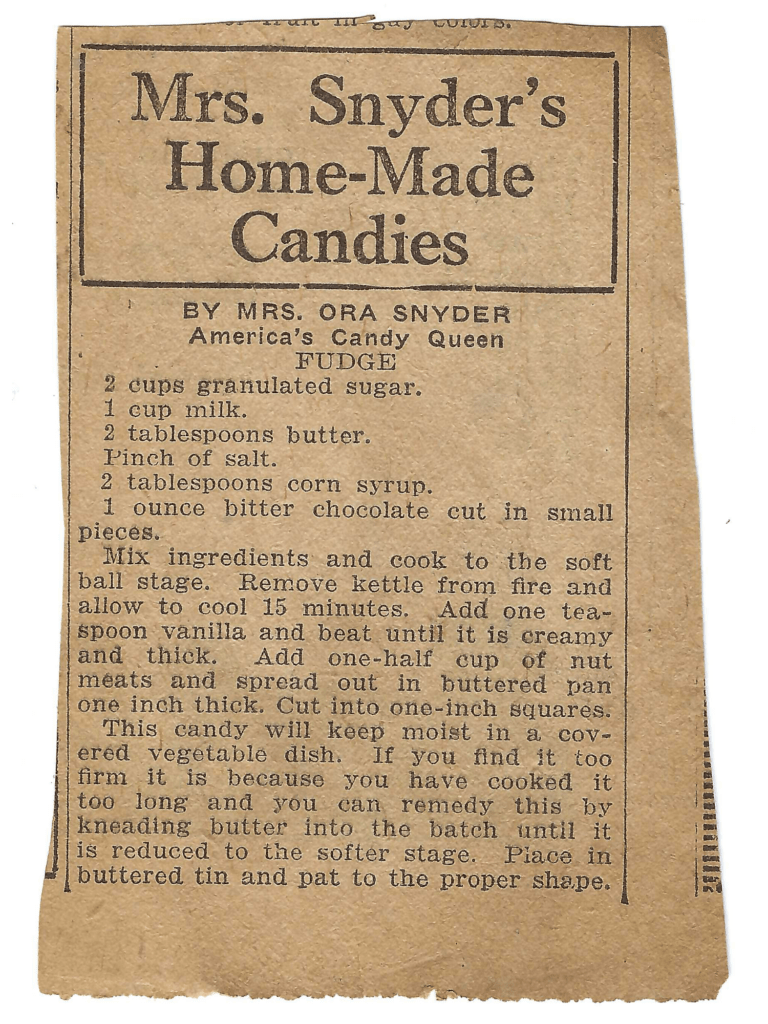 or fruit in gay colors.
Mrs. Snyder's
Home-Made
Candies
BY MRS. ORA SNYDER
America's Candy Queen
FUDGE
2 cups granulated sugar.
1 cup milk.
2 tablespoons butter.
Pinch of salt.
2 tablespoons corn syrup.
1 ounce bitter chocolate cut in small
pieces.
Mix ingredients and cook to the soft
ball stage. Remove kettle from fire and
allow to cool 15 minutes. Add one tea-
spoon vanilla and beat until it is creamy
and thick. Add one-half cup of nut
meats and spread out in buttered pan
one inch thick. Cut into one-inch squares.
This candy will keep moist in a cov-
ered vegetable dish. If you find it too
firm it is because you have cooked it
too long and you can remedy this by
kneading butter into the batch until it
is reduced to the softer stage. Place in
buttered tin and pat to the proper shape.